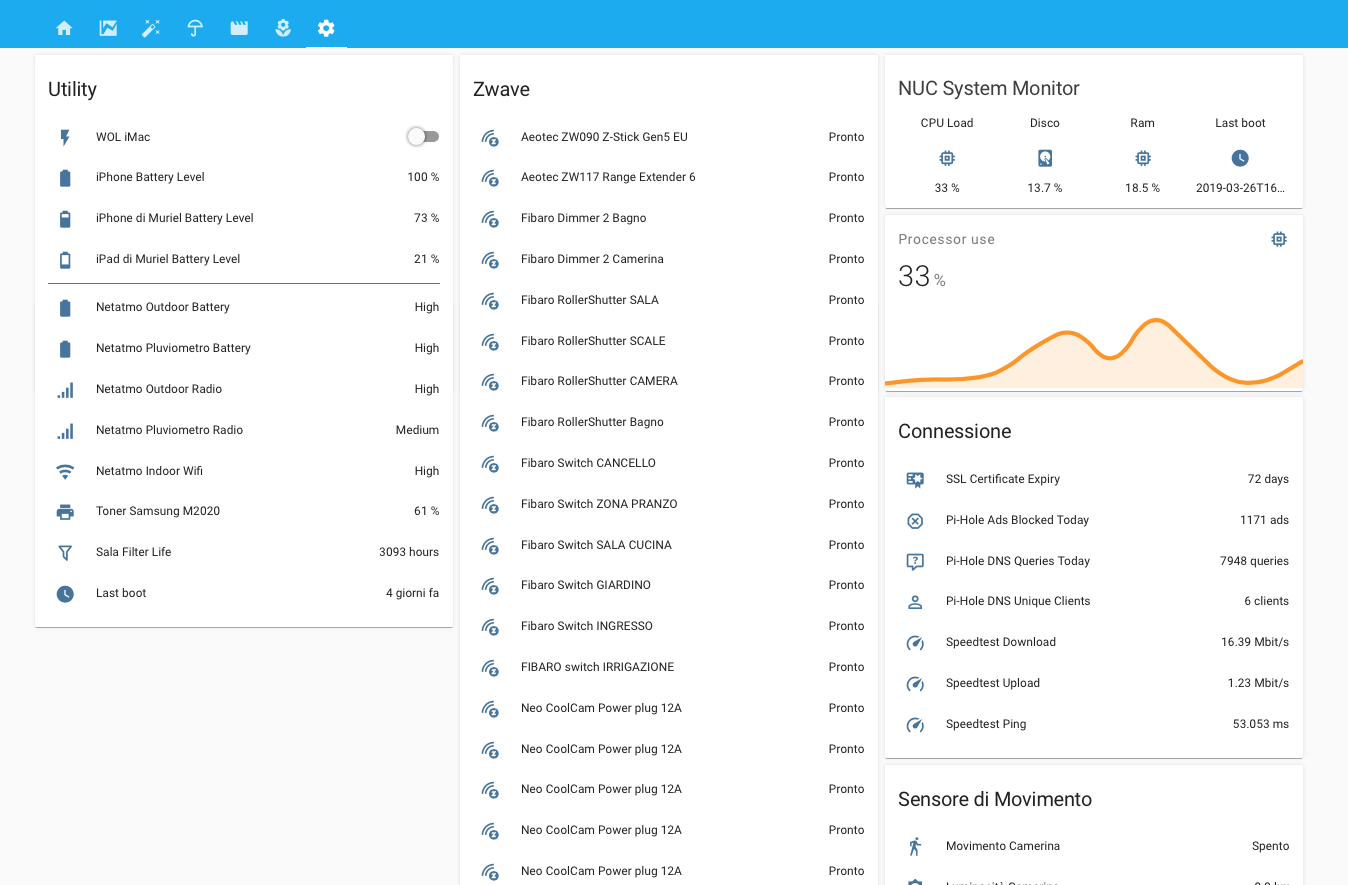 Utility
WOL iMac
iPhone Battery Level 100 %
iPhone di Muriel Battery Level 73 %
iPad di Muriel Battery Level 21 %
Netatmo Outdoor Battery High
Netatmo Pluviometro Battery High
Netatmo Outdoor Radio High
Netatmo Pluviometro Radio Medium
Netatmo Indoor Wifi High
Toner Samsung M2020 61 %
Sala Filter Life 3093 hours
Last boot 4 giorni fa
Zwave
Aeotec ZW090 Z-Stick Gen5 EU Pronto
Aeotec ZW117 Range Extender 6 Pronto
Fibaro Dimmer 2 Bagno Pronto
Fibaro Dimmer 2 Camerina Pronto
Fibaro RollerShutter SALA Pronto
Fibaro RollerShutter SCALE Pronto
Fibaro RollerShutter CAMERA Pronto
Fibaro RollerShutter Bagno Pronto
Fibaro Switch CANCELLO Pronto
Fibaro Switch ZONA PRANZO Pronto
Fibaro Switch SALA CUCINA Pronto
Fibaro Switch GIARDINO Pronto
Fibaro Switch INGRESSO Pronto
FIBARO switch IRRIGAZIONE Pronto
Neo CoolCam Power plug 12A Pronto
Neo CoolCam Power plug 12A Pronto
Neo CoolCam Power plug 12A Pronto
Neo CoolCam Power plug 12A Pronto
Neo CoolCam Power plug 12A Pronto
NUC System Monitor
CPU Load Disco Ram Last boot
33 % 13.7 % 18.5 % 2019-03-26T16...
Processor use
33 %
Connessione
SSL Certificate Expiry 72 days
Pi-Hole Ads Blocked Today 1171 ads
Pi-Hole DNS Queries Today 7948 queries
Pi-Hole DNS Unique Clients 6 clients
Speedtest Download 16.39 Mbit/s
Speedtest Upload 1.23 Mbit/s
Speedtest Ping 53.053 ms
Sensore di Movimento
Movimento Camerina Spento